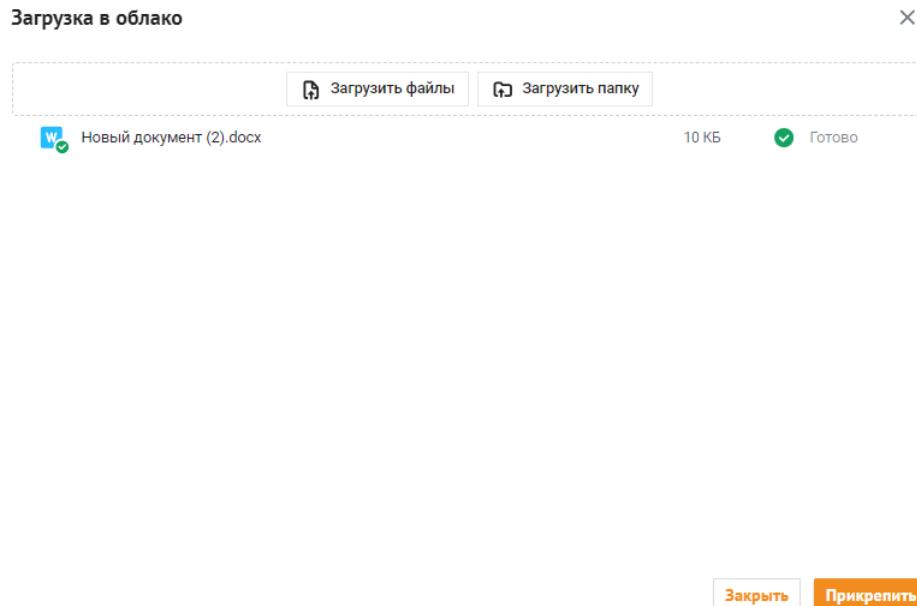 Загрузка в облако
Загрузить файлы Загрузить папку
W Новый документ (2).docx 10 КБ Готово
Закрыть Прикрепить